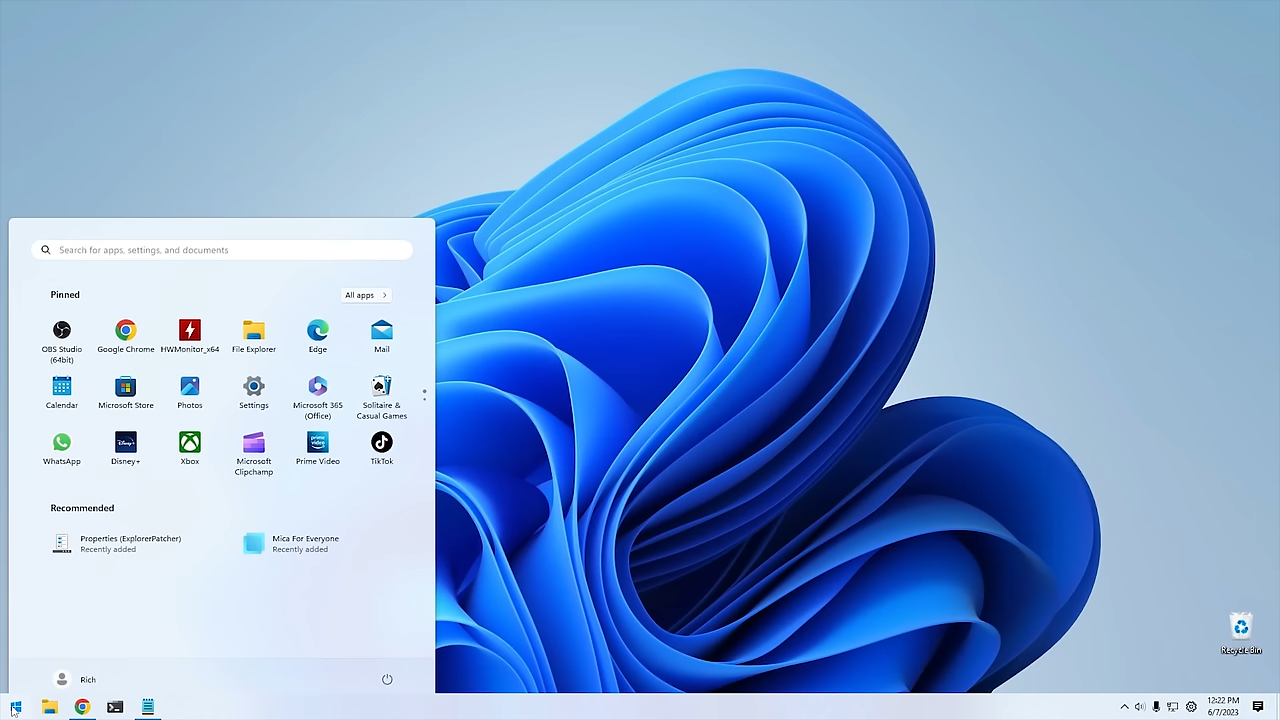 Search for apps, settings, and documents
Pinned
All apps
OBS Studio
(64bit)
Google Chrome
HWMonitor_x64
File Explorer
Edge
Mail
Calendar
Microsoft Store
Photos
Settings
Microsoft 365
(Office)
Solitaire &
Casual Games
WhatsApp
Disney+
Xbox
Microsoft
Clipchamp
prime
video
Prime Video
TikTok
Recommended
Properties (ExplorerPatcher)
Recently added
Mica For Everyone
Recently added
Rich
Recycle Bin
12:22 PM
6/7/2023